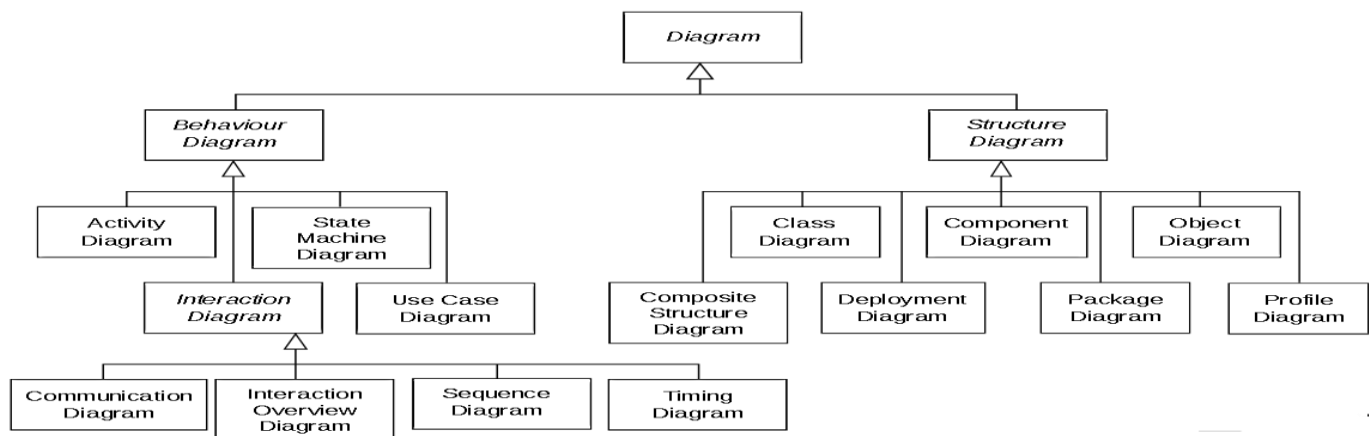 Diagram
Behaviour
Diagram
Structure
Diagram
Activity
Diagram
State
Machine
Diagram
Class
Diagram
Component
Diagram
Object
Diagram
Interaction
Diagram
Use Case
Diagram
Composite
Structure
Diagram
Deployment
Diagram
Package
Diagram
Profile
Diagram
Communication
Diagram
Interaction
Overview
Diagram
Sequence
Diagram
Timing
Diagram